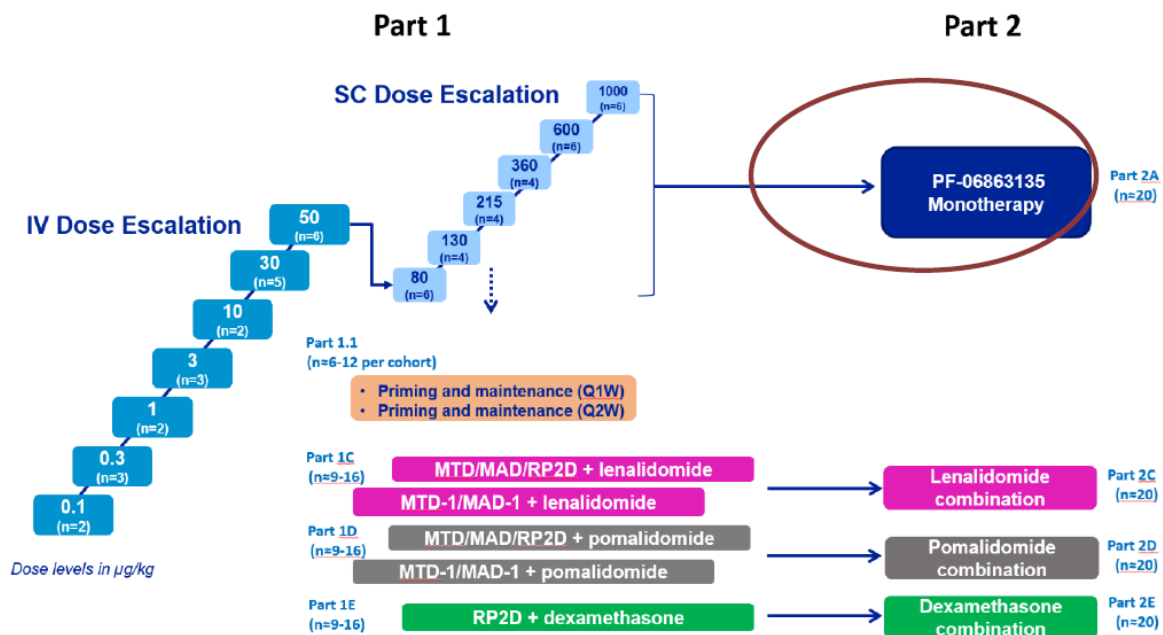 Part 1
Part 2
SC Dose Escalation
1000
(n=6)
600
(n=6)
360
(n=4)
215
(n=4)
130
(n=4)
80
(n=6)
IV Dose Escalation
50
(n=6)
30
(n=5)
10
(n=2)
3
(n=3)
1
(n=2)
0.3
(n=3)
0.1
(n=2)
Dose levels in µg/kg
PF-06863135
Monotherapy
Part 2A
(n≈20)
Part 1.1
(n≈6-12 per cohort)
• Priming and maintenance (Q1W)
• Priming and maintenance (Q2W)
Part 1C
(n≈9-16)
MTD/MAD/RP2D + lenalidomide
MTD-1/MAD-1 + lenalidomide
Lenalidomide
combination
Part 2C
(n≈20)
Part 1D
(n≈9-16)
MTD/MAD/RP2D + pomalidomide
MTD-1/MAD-1 + pomalidomide
Pomalidomide
combination
Part 2D
(n≈20)
Part 1E
(n≈9-16)
RP2D + dexamethasone
Dexamethasone
combination
Part 2E
(n≈20)